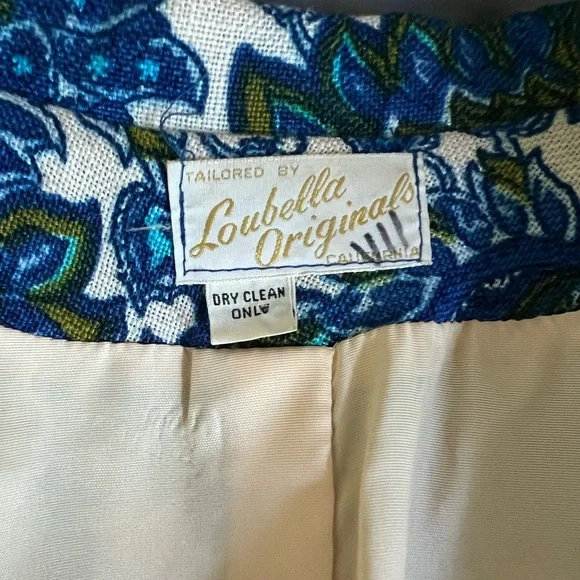 TAILORED BY
Loubella
Originals
CALIFORNIA
DRY CLEAN
ONLY